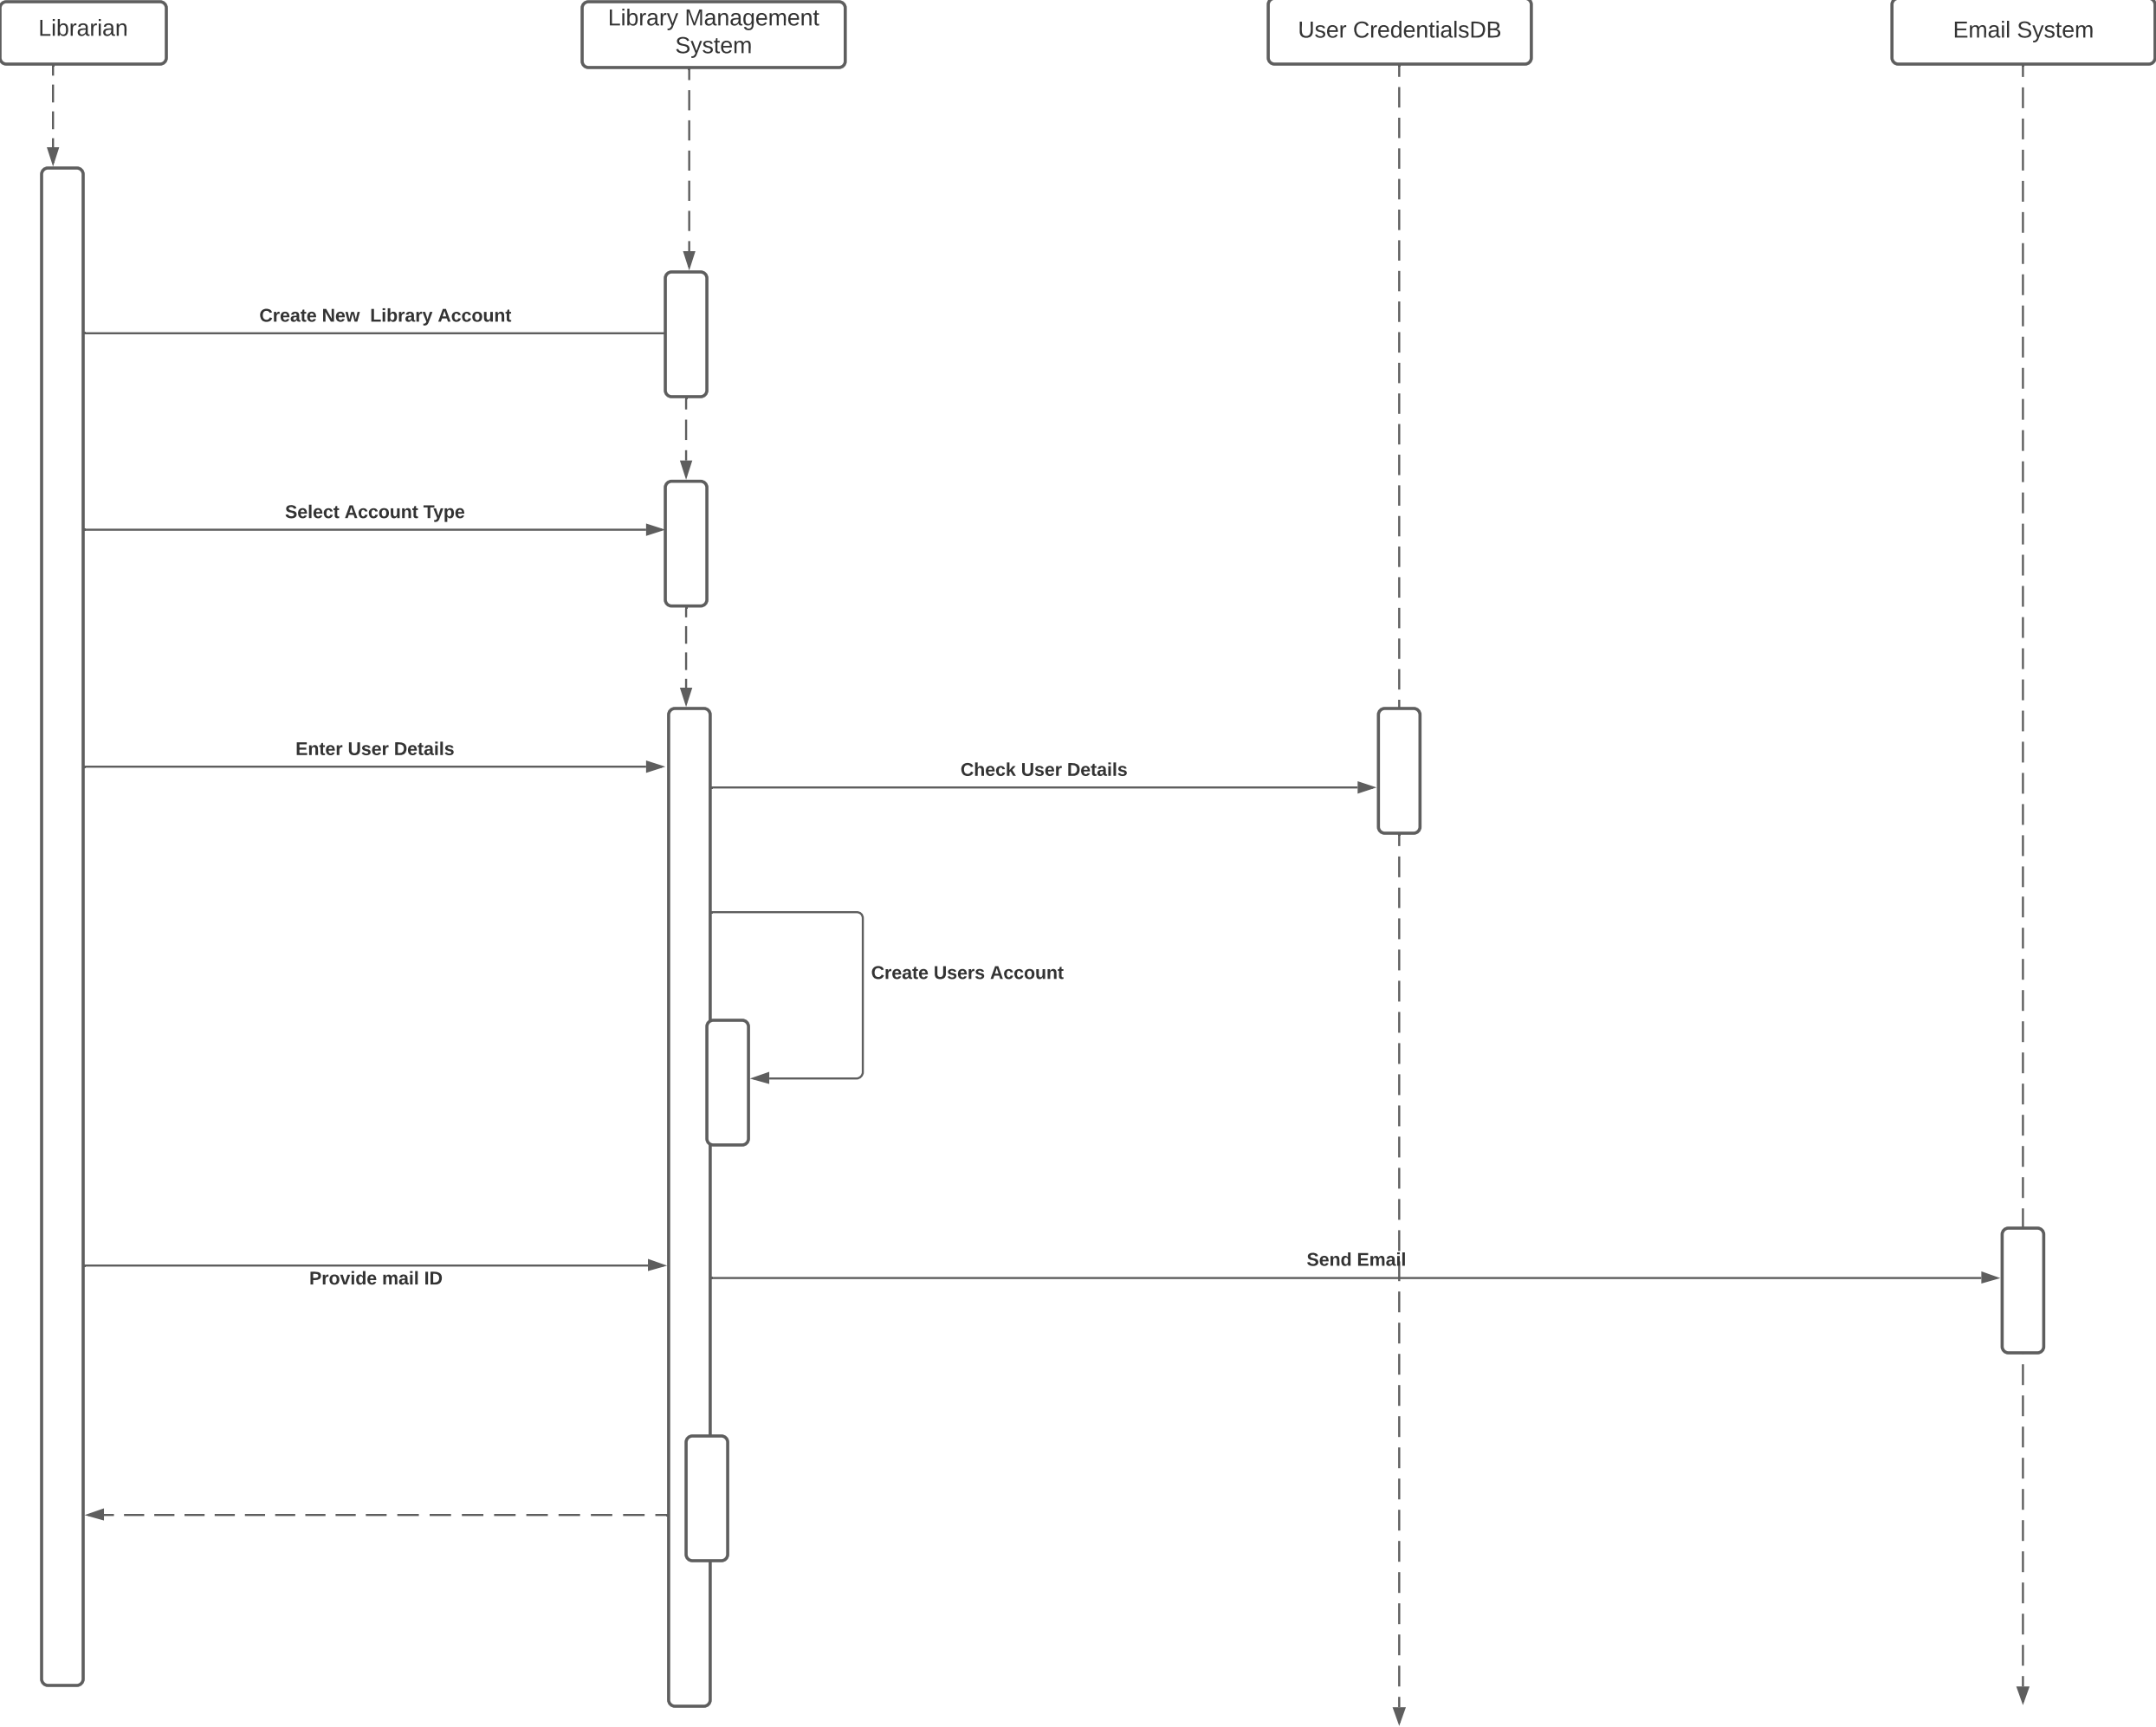 Librarian
Library Management
System
User CredentialsDB
Email System
Create New  Library Account
Select Account Type
Enter User Details
Check User Details
Create Users Account
Send Email
Provide mail ID